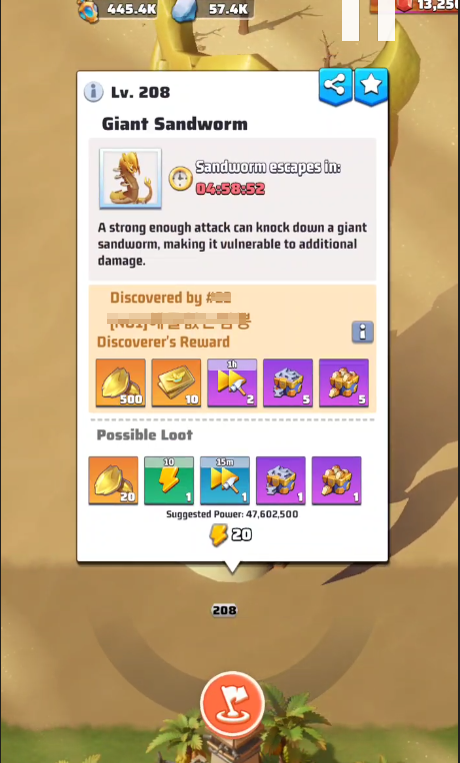 445.4K
57.4K
Lv. 208
Giant Sandworm
Sandworm escapes in:
04:58:52
A strong enough attack can knock down a giant
sandworm, making it vulnerable to additional
damage.
Discovered by
Discoverer's Reward
1h
500
10
2
5
5
Possible Loot
10
15m
20
1
1
1
1
Suggested Power: 47,602,500
20
208